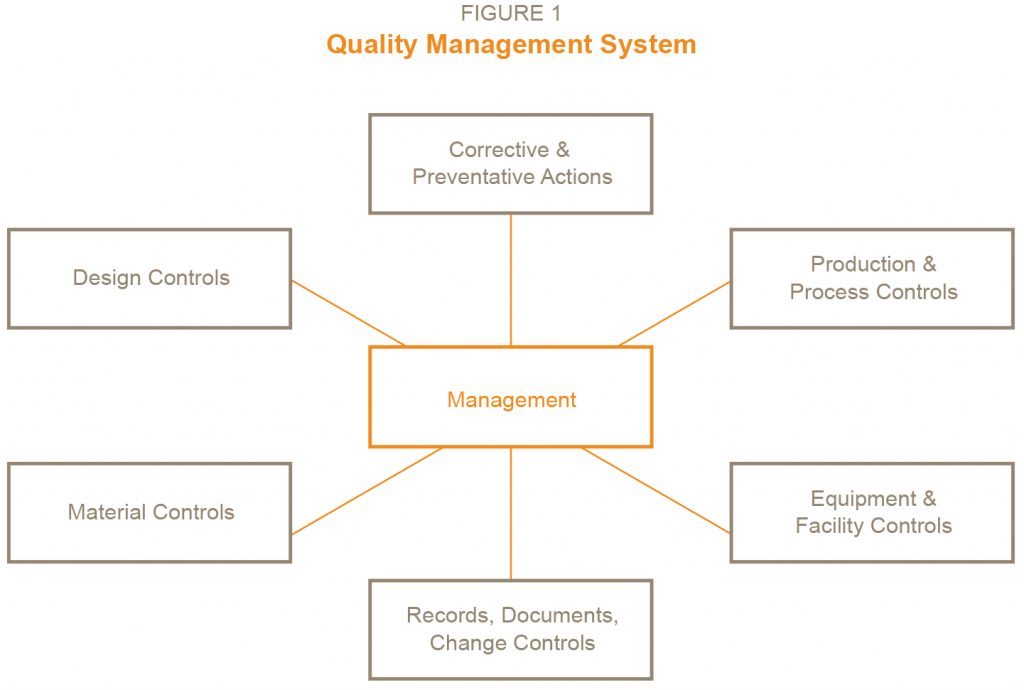 FIGURE 1
Quality Management System
Corrective &
Preventative Actions
Design Controls
Production &
Process Controls
Management
Material Controls
Equipment &
Facility Controls
Records, Documents,
Change Controls